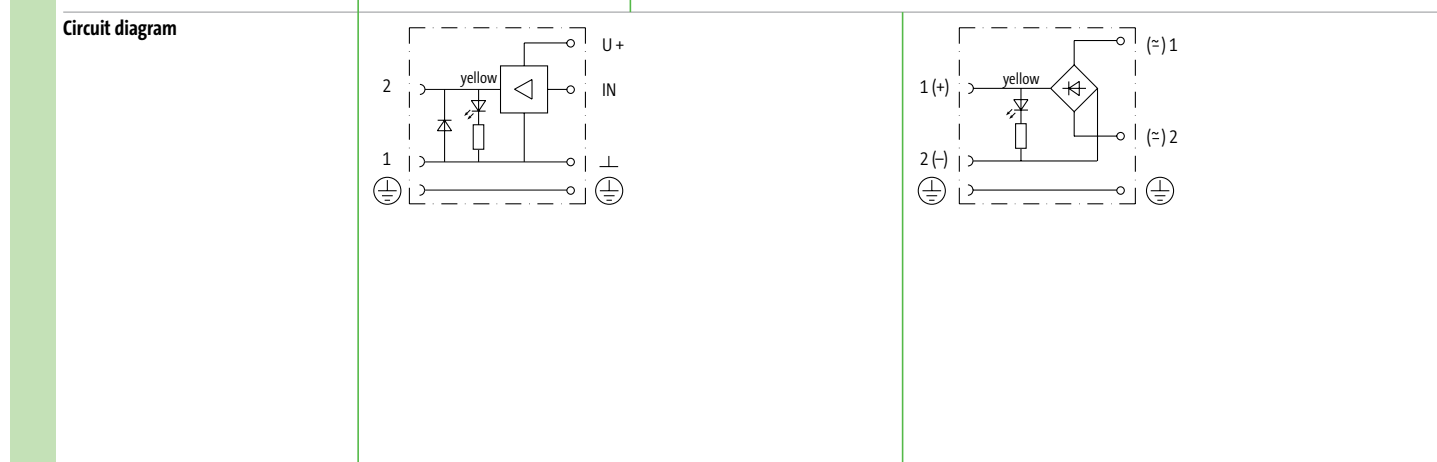 Circuit diagram
U +
2
yellow
IN
1
(≃) 1
1 (+)
yellow
(≃) 2
2 (–)